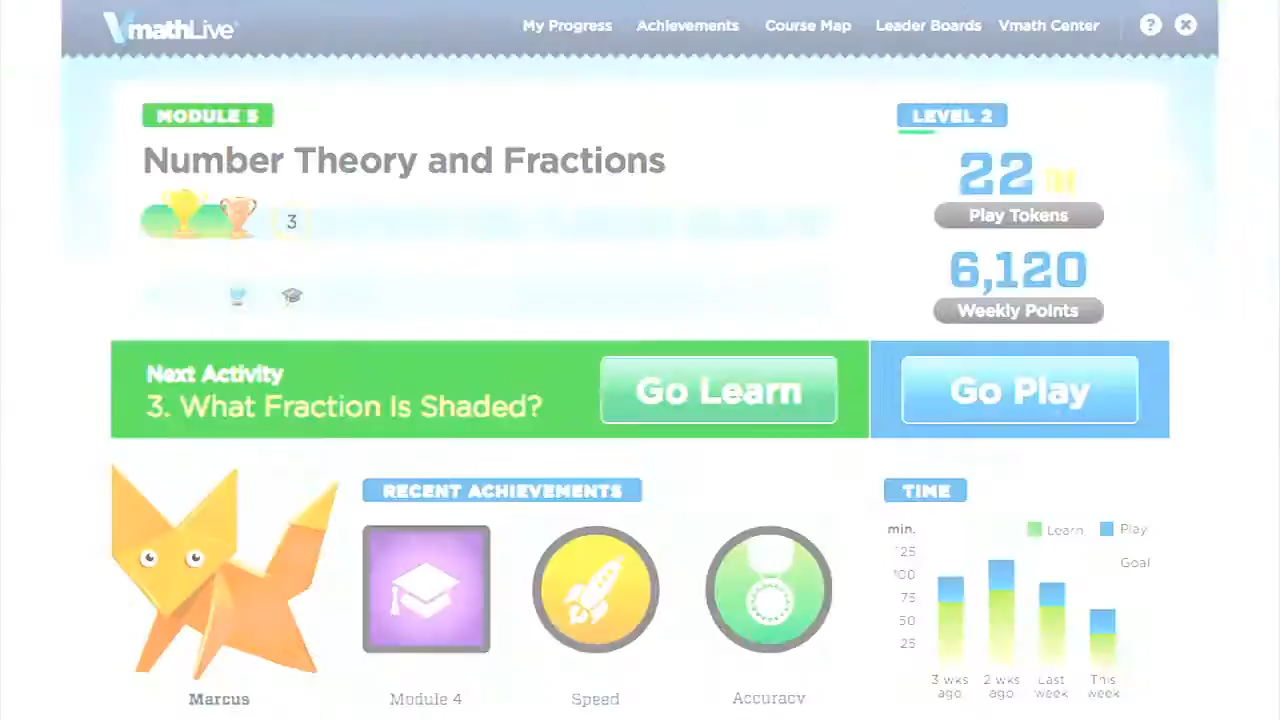 VmathLive
My Progress Achievements Course Map Leader Boards Vmath Center ?
MODULE 5
LEVEL 2
Number Theory and Fractions
22
Play Tokens
3
6,120
Weekly Points
Next Activity
3. What Fraction Is Shaded?
Go Learn
Go Play
RECENT ACHIEVEMENTS
TIME
min.
Learn Play
Goal
125
100
75
50
25
3 wks ago
2 wks ago
Last week
This week
Marcus
Module 4
Speed
Accuracy